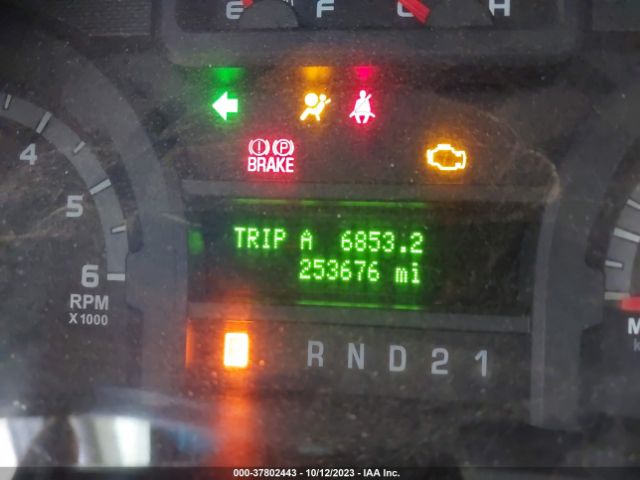 E F C H
BRAKE
4
5
6
RPM
X1000
TRIP A 6853.2
253676 mi
R N D 2 1
M
000-37802443 - 10/12/2023 - IAA Inc.